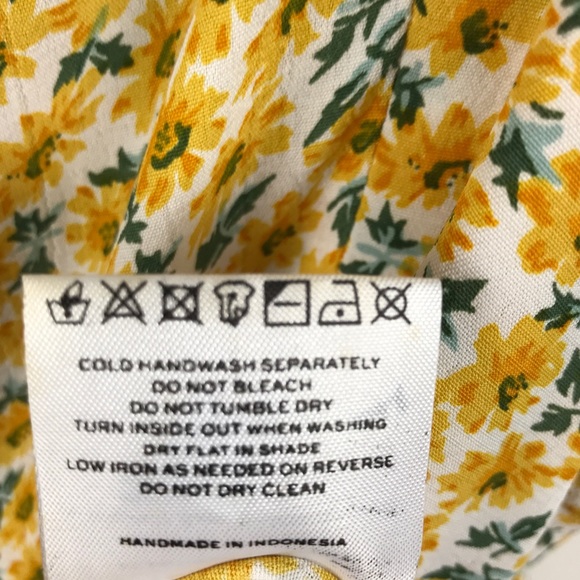 COLD HANDWASH SEPARATELY
DO NOT BLEACH
DO NOT TUMBLE DRY
TURN INSIDE OUT WHEN WASHING
DRY FLAT IN SHADE
LOW IRON AS NEEDED ON REVERSE
DO NOT DRY CLEAN
HANDMADE IN INDONESIA